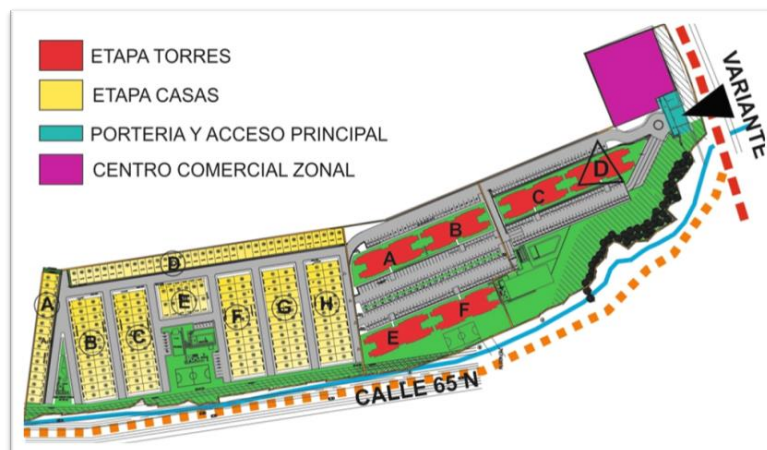 ETAPA TORRES
ETAPA CASAS
PORTERIA Y ACCESO PRINCIPAL
CENTRO COMERCIAL ZONAL
VARIANTE
D
C
B
A
F
E
D
A
B
C
E
F
G
H
CALLE 65 N